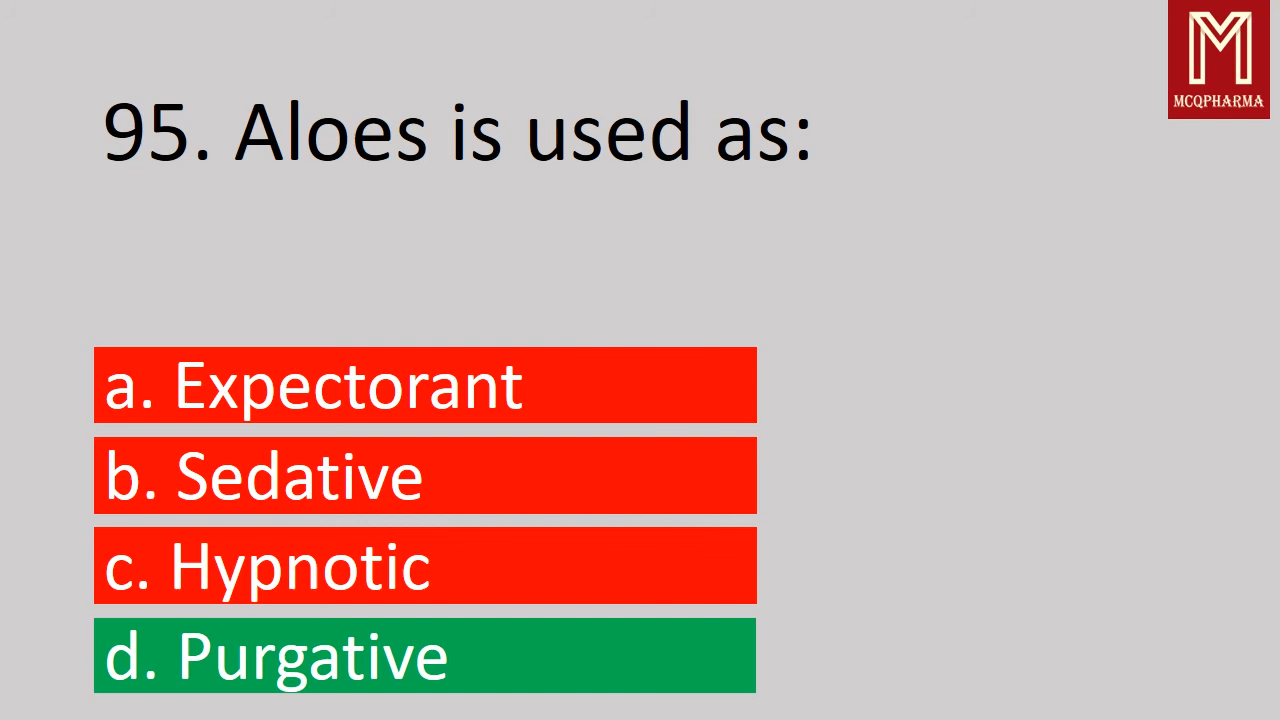 M
MCQPHARMA
95. Aloes is used as:
a. Expectorant
b. Sedative
c. Hypnotic
d. Purgative